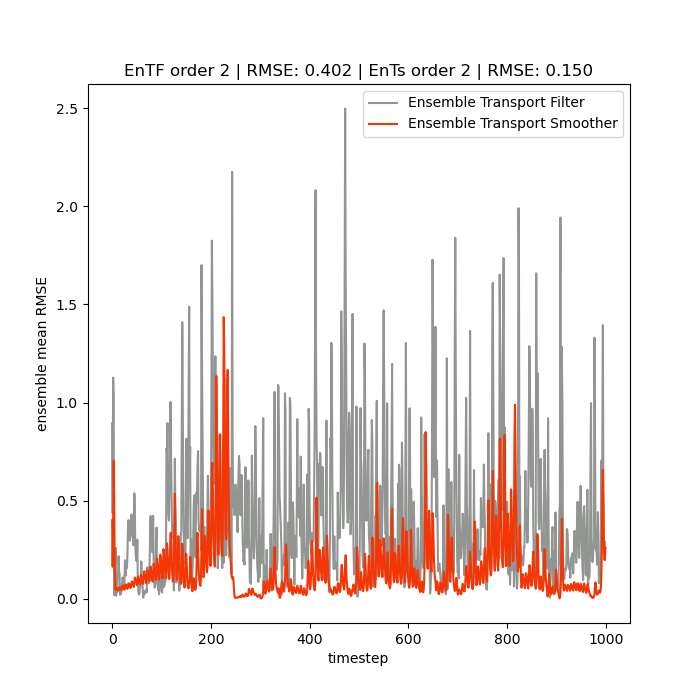 EnTF order 2 | RMSE: 0.402 | EnTs order 2 | RMSE: 0.150
Ensemble Transport Filter
Ensemble Transport Smoother
ensemble mean RMSE
2.5
2.0
1.5
1.0
0.5
0.0
0 200 400 600 800 1000
timestep